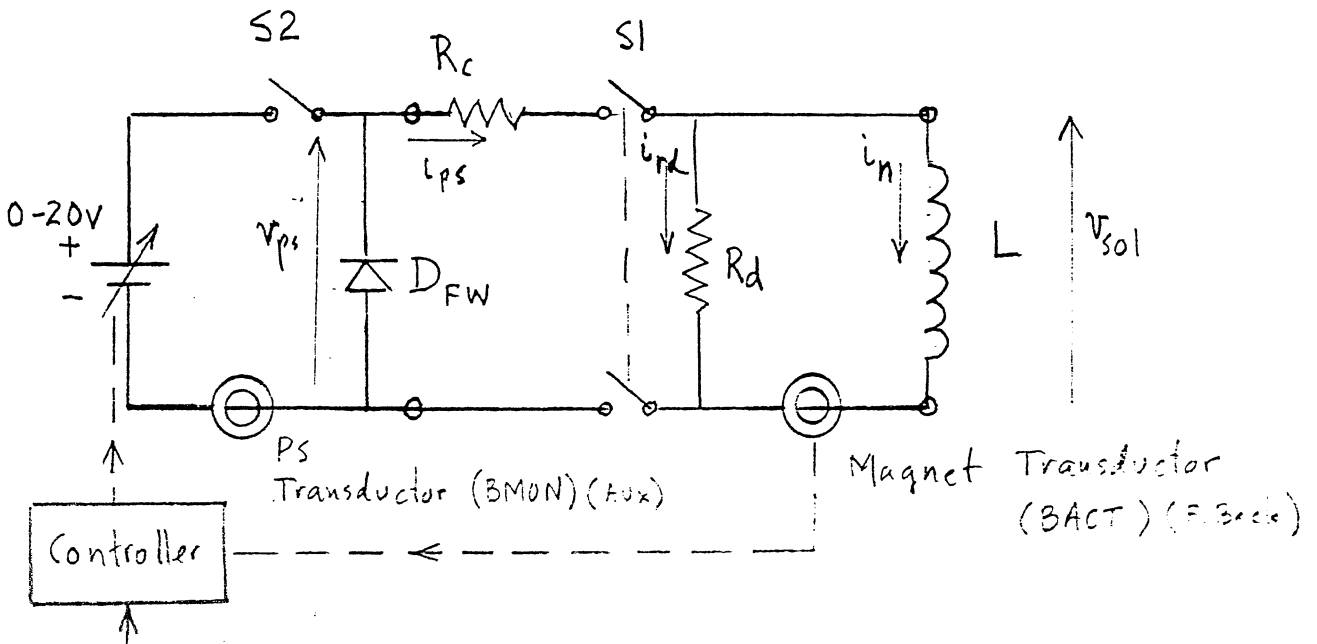 S2
S1
Rc
0-20v
+
-
vps
DFW
ips
ird
Rd
in
L
vsol
PS
Transductor (BMON) (Aux)
Magnet Transductor
(BACT) (F.
Controller